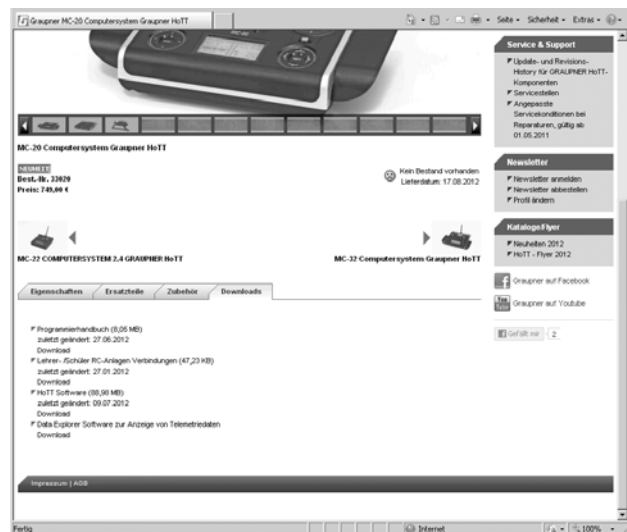 Graupner MC-20 Computersystem Graupner HoTT
Seite
Sicherheit
Extras
MC-20 Computersystem Graupner HoTT
NEUHEIT
Best.-Nr. 33020
Preis: 749,00 €
Kein Bestand vorhanden
Lieferdatum: 17.08.2012
MC-22 COMPUTERSYSTEM 2.4 GRAUPNER HoTT
MC-32 Computersystem Graupner HoTT
Eigenschaften
Ersatzteile
Zubehör
Downloads
Programmierhandbuch (8,05 MB)
zuletzt geändert: 27.06.2012
Download
Lehrer- /Schüler RC-Anlagen Verbindungen (47,23 KB)
zuletzt geändert: 27.01.2012
Download
HoTT Software (88,98 MB)
zuletzt geändert: 09.07.2012
Download
Data Explorer Software zur Anzeige von Telemetriedaten
Download
Service & Support
Update- und Revisions-
History für GRAUPNER HoTT-
Komponenten
Servicestellen
Angepasste
Servicekonditionen bei
Reparaturen, gültig ab
01.05.2011
Newsletter
Newsletter anmelden
Newsletter abbestellen
Profil ändern
Kataloge/Flyer
Neuheiten 2012
HoTT - Flyer 2012
Graupner auf Facebook
You Tube
Graupner auf Youtube
Gefällt mir
2
Impressum | AGB
Fertig
Internet
100%